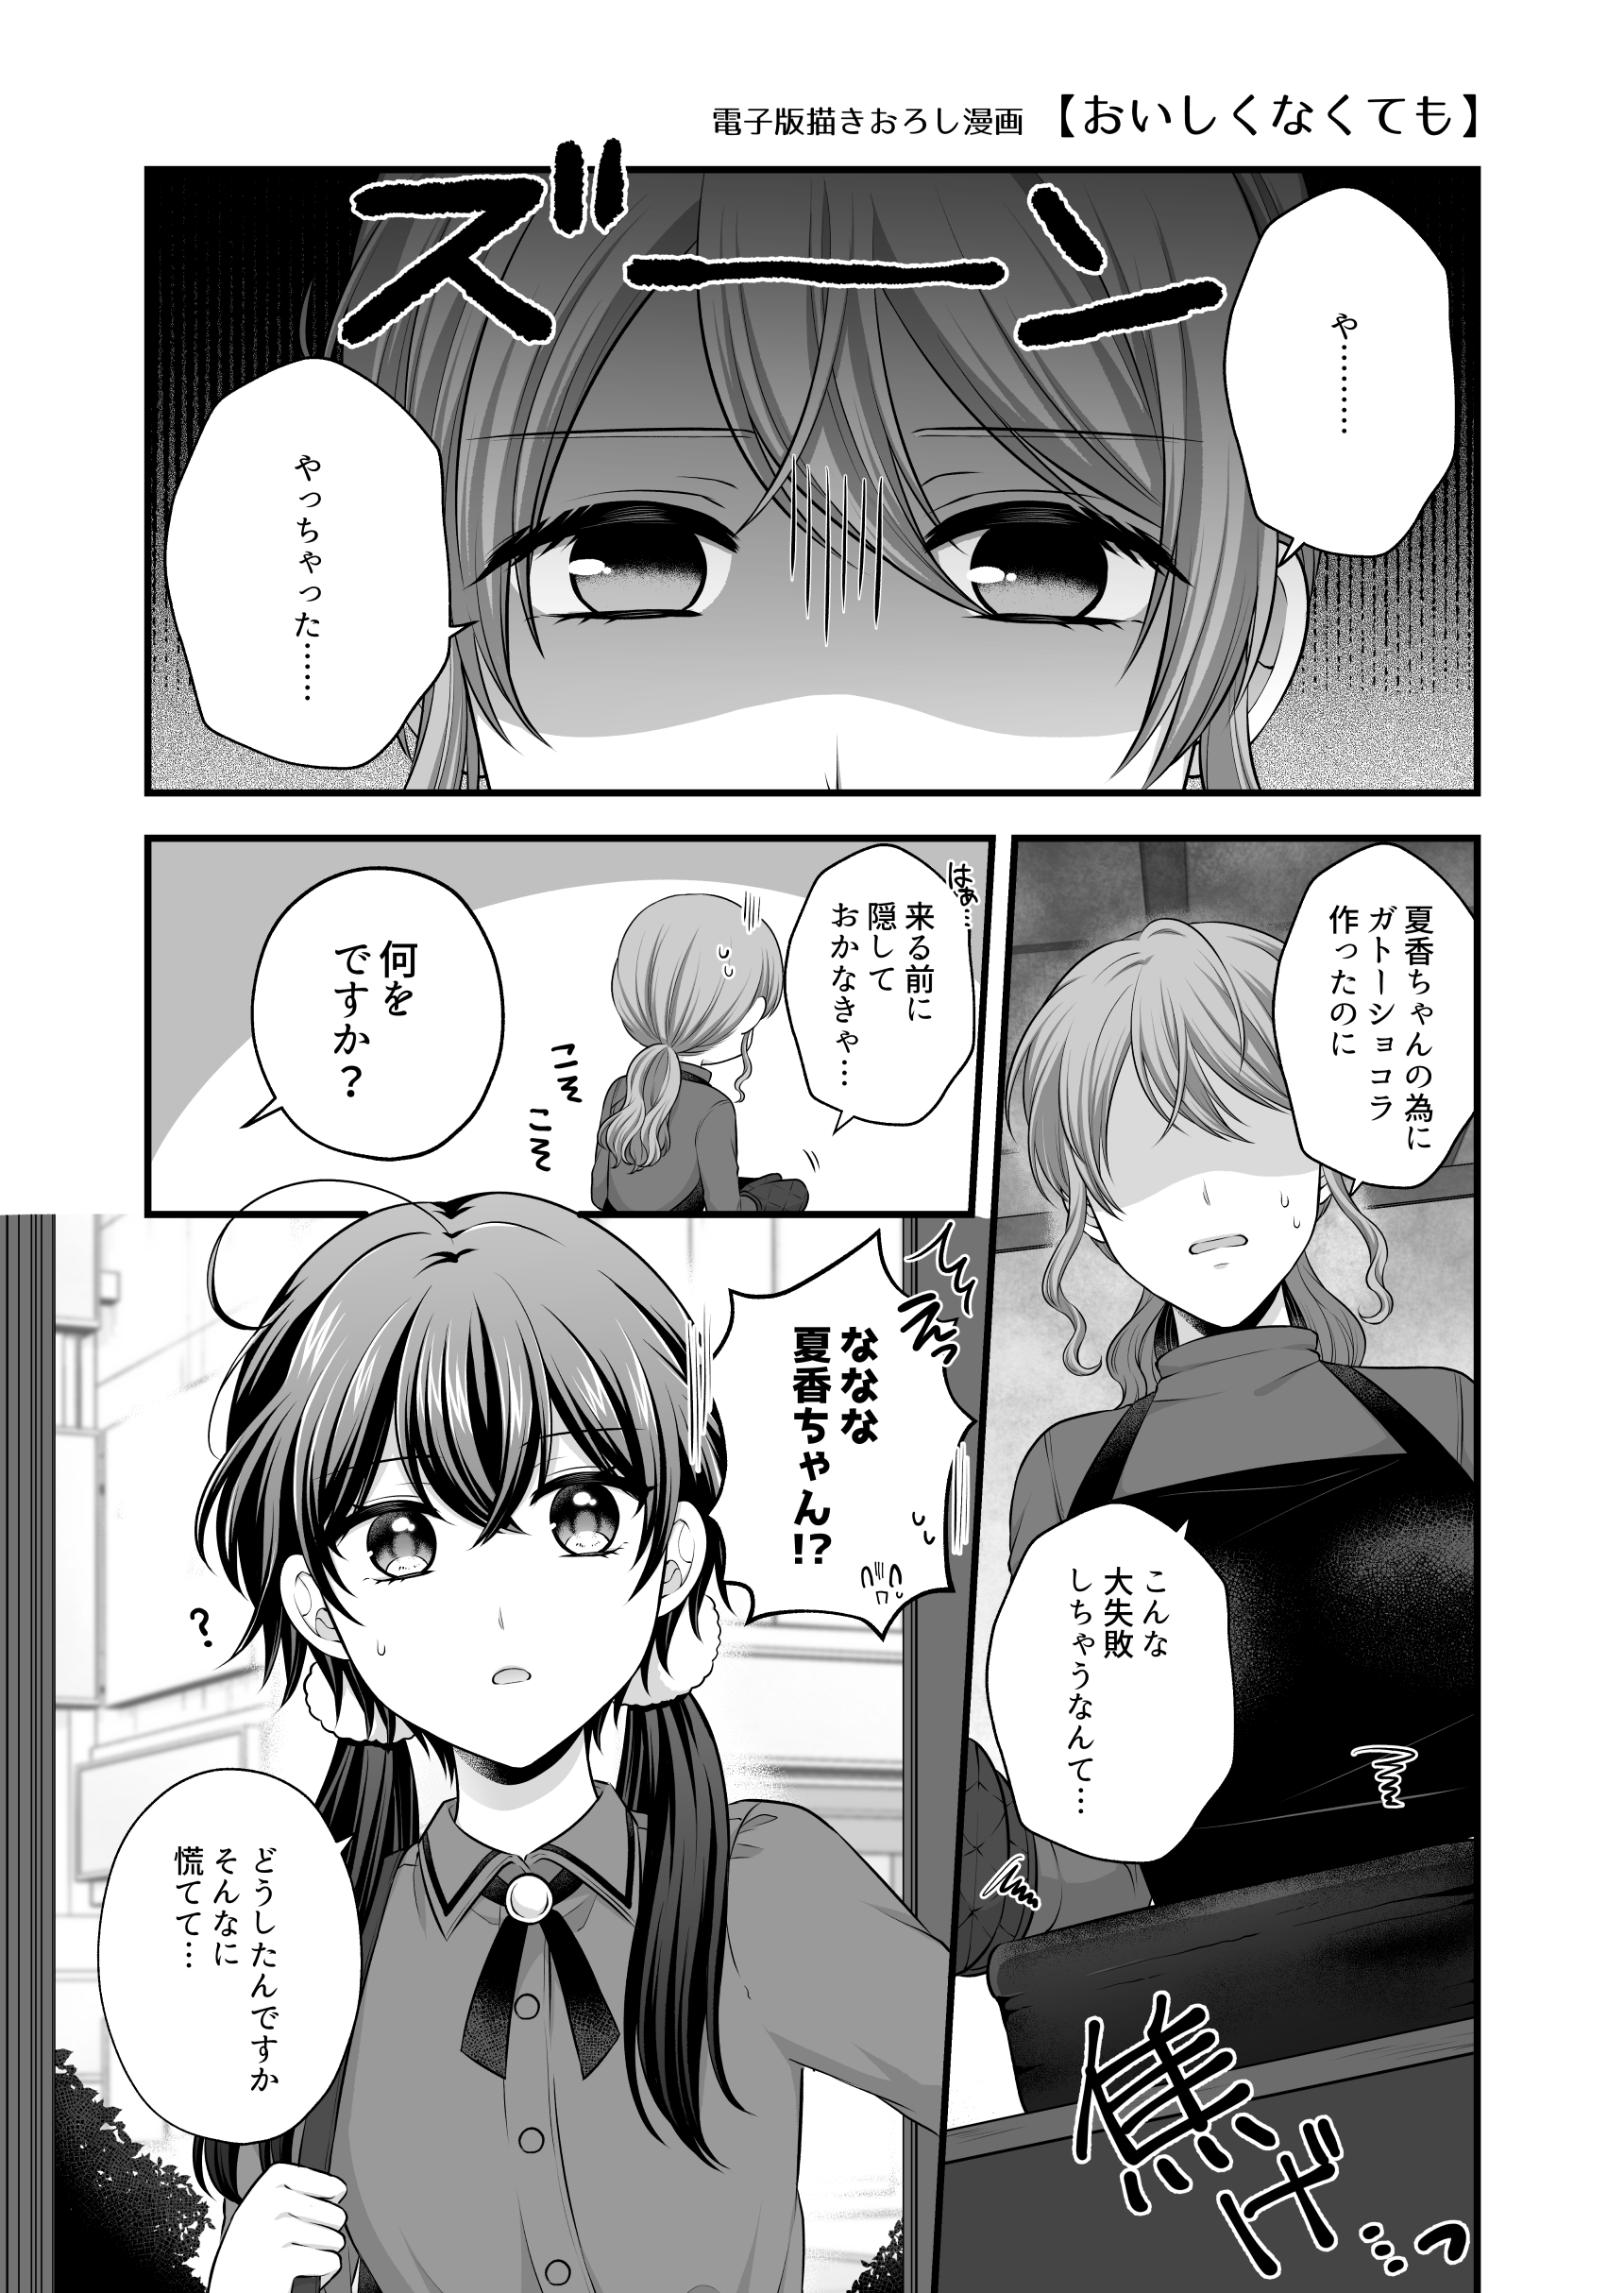 電子版描きおろし漫画 【おいしくなくても】
ズーン
や………
やっちゃった……
夏香ちゃんの為に
ガトーショコラ
作ったのに
こんな
大失敗
しちゃうなんて…
焦げ…っ
はぁ…
来る前に
隠して
おかなきゃ…
こそ
こそ
何を
ですか？
えっ
ななな
夏香ちゃん!?
?
どうしたんですか
そんなに
慌てて…